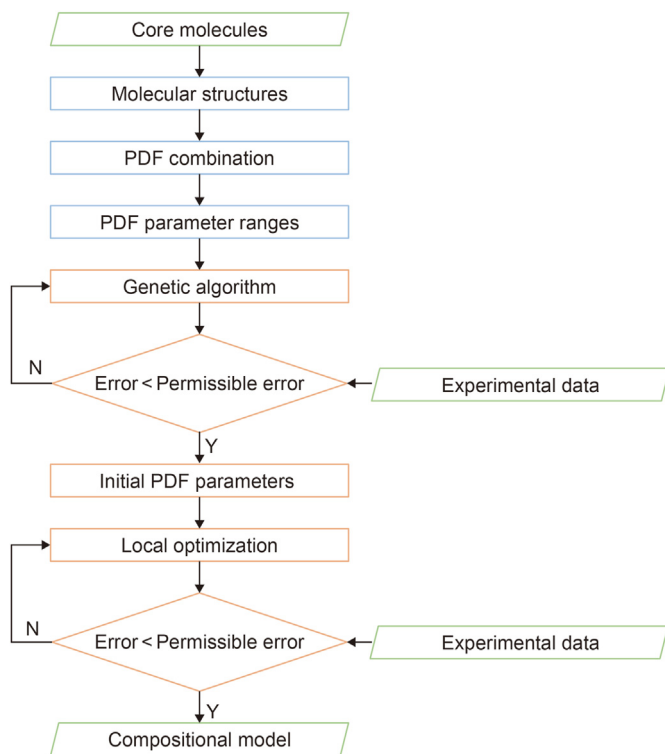 Core molecules
Molecular structures
PDF combination
PDF parameter ranges
Genetic algorithm
N
Error < Permissible error
Experimental data
Y
Initial PDF parameters
Local optimization
N
Error < Permissible error
Experimental data
Y
Compositional model